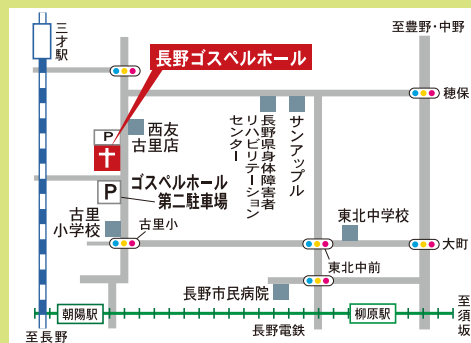 三才駅
至豊野・中野
長野ゴスペルホール
穂保
P
西友
古里店
長野県身体障害者
リハビリテーション
センター
サンアップル
P
ゴスペルホール
第二駐車場
古里
小学校
古里小
東北中学校
大町
東北中前
長野市民病院
朝陽駅
柳原駅
至須坂
至長野
長野電鉄